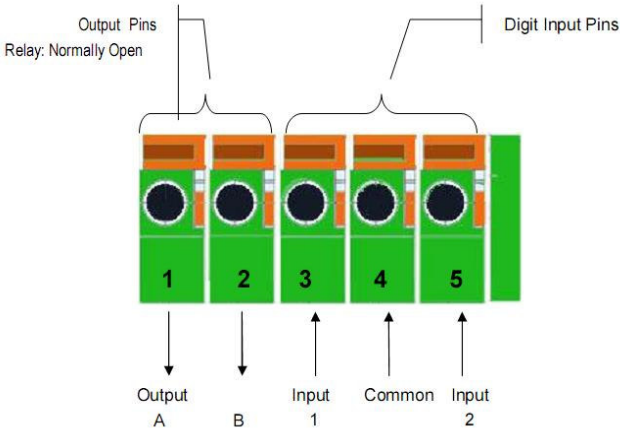 Output Pins
Relay: Normally Open
Digit Input Pins
1 2 3 4 5
Output Input Common Input
A B 1 2